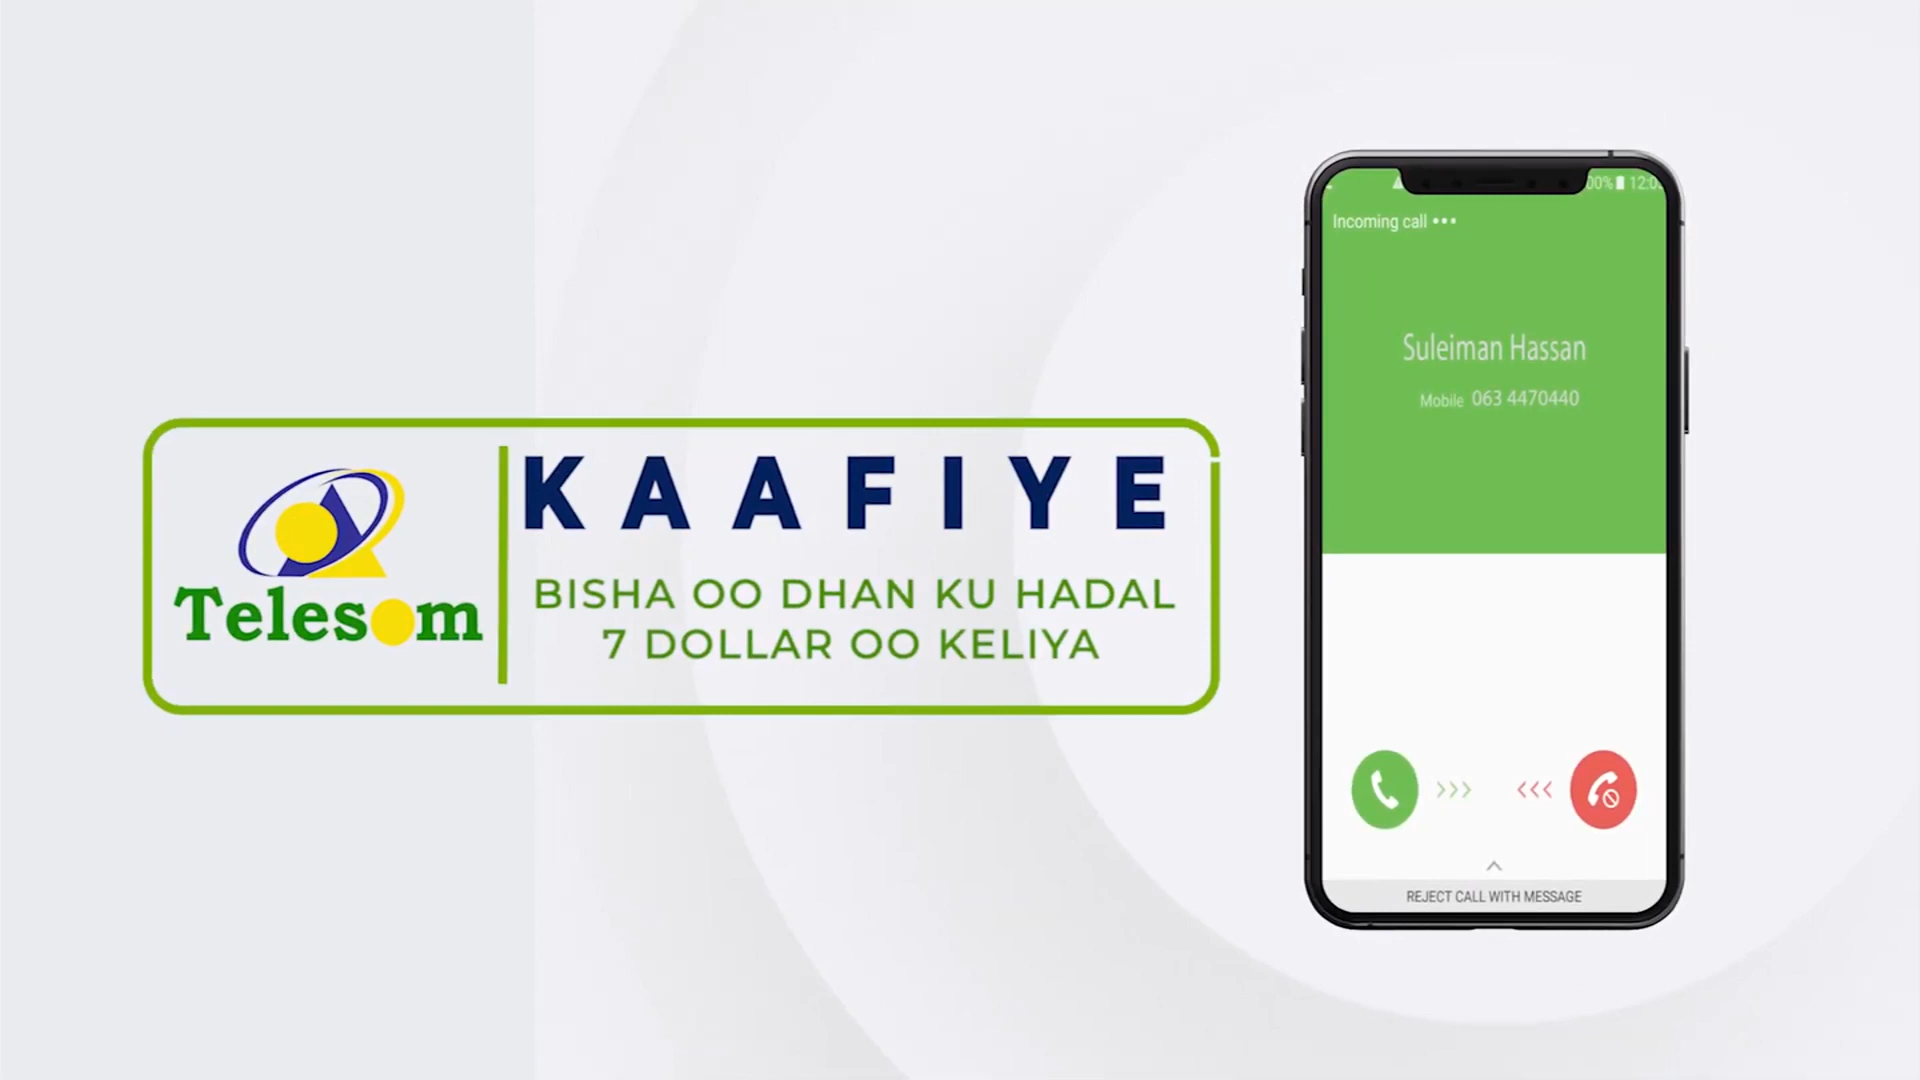 Telesom
KAAFIYE
BISHA OO DHAN KU HADAL
7 DOLLAR OO KELIYA
Incoming call •••
Suleiman Hassan
Mobile 063 4470440
REJECT CALL WITH MESSAGE